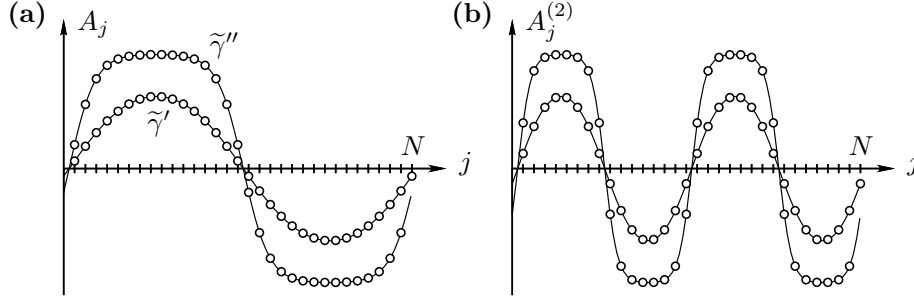 (a) A_j
γ̃′′
γ̃′
N
j
(b) A_j^{(2)}
N
j